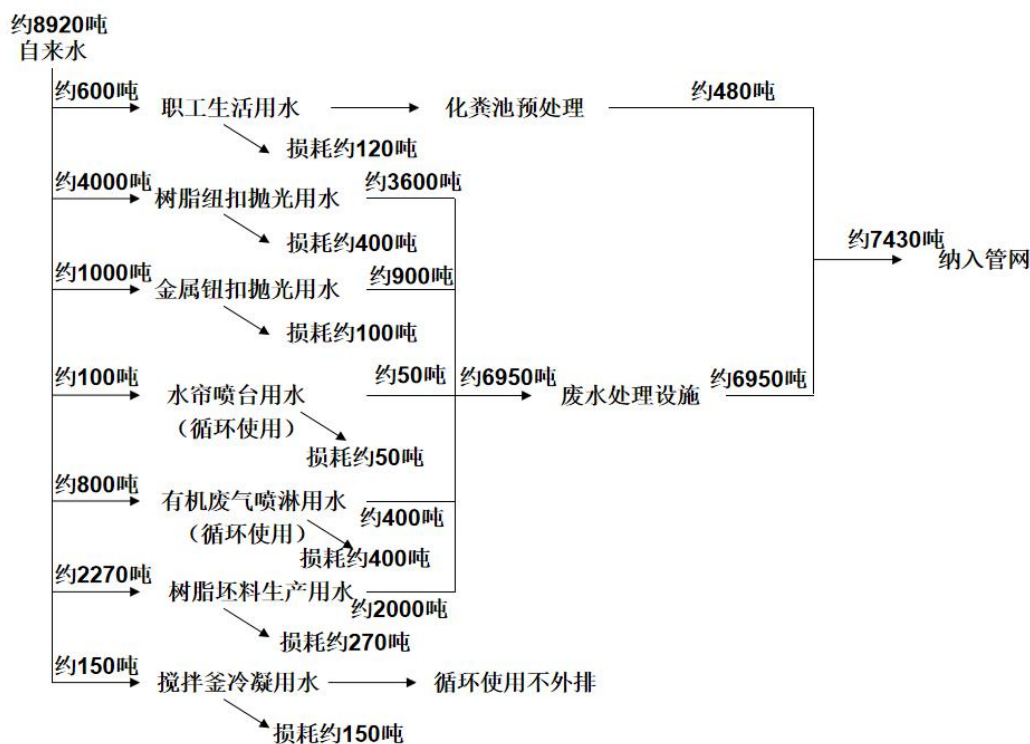 约8920吨
自来水
约600吨
职工生活用水
化粪池预处理
约480吨
损耗约120吨
约4000吨
树脂纽扣抛光用水
约3600吨
损耗约400吨
约7430吨
纳入管网
约1000吨
金属钮扣抛光用水
约900吨
损耗约100吨
约100吨
水帘喷台用水
(循环使用)
约50吨
约6950吨
废水处理设施
约6950吨
损耗约50吨
约800吨
有机废气喷淋用水
(循环使用)
约400吨
损耗约400吨
约2270吨
树脂坯料生产用水
约2000吨
损耗约270吨
约150吨
搅拌釜冷凝用水
循环使用不外排
损耗约150吨